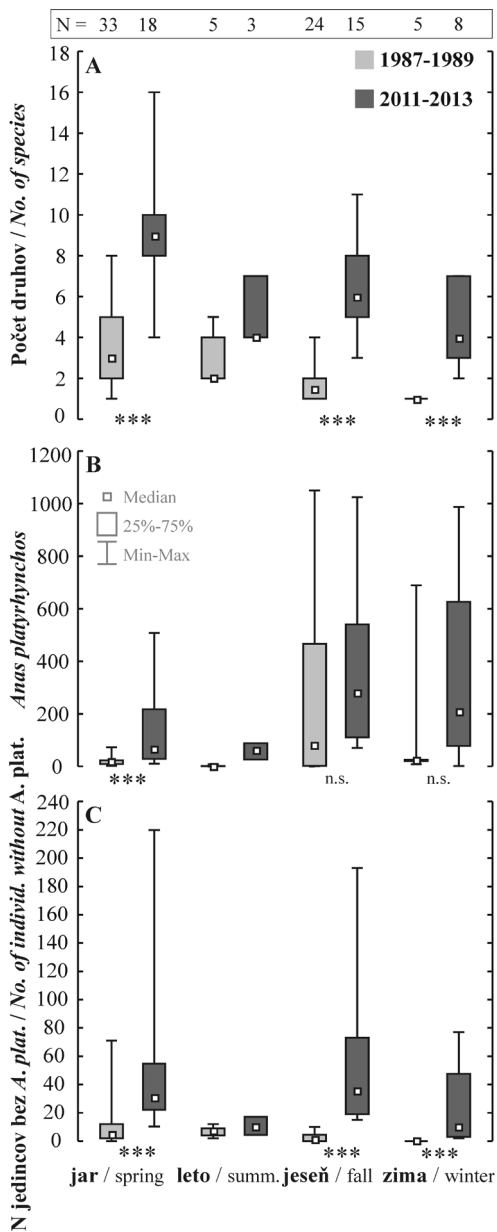 N = 33 18 5 3 24 15 5 8
A
1987-1989
2011-2013
Počet druhov / No. of species
18
16
14
12
10
8
6
4
2
0
*** *** ***
B
Median
25%-75%
Min-Max
Anas platyrhynchos
1200
1000
800
600
400
200
0
*** n.s. n.s.
C
N jedincov bez A. plat. / No. of individ. without A. plat.
240
220
200
180
160
140
120
100
80
60
40
20
0
*** *** ***
jar / spring leto / summ. jeseň / fall zima / winter